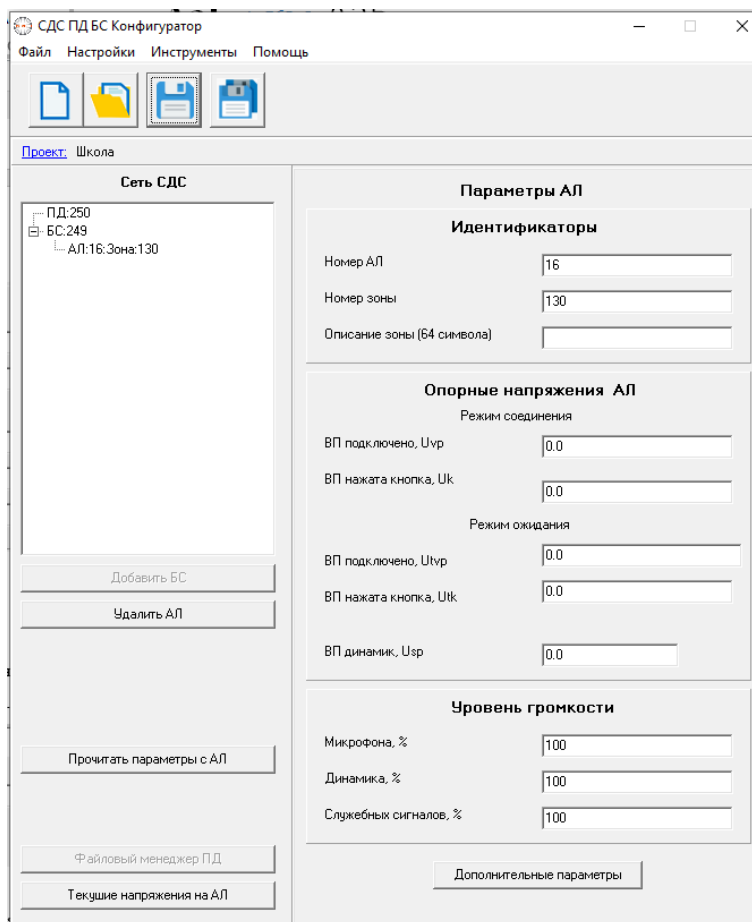 СДС ПД БС Конфигуратор
Файл Настройки Инструменты Помощь
Проект: Школа
Сеть СДС
ПД:250
БС:249
АЛ:16:Зона:130
Добавить БС
Удалить АЛ
Прочитать параметры с АЛ
Файловый менеджер ПД
Текушие напряжения на АЛ
Параметры АЛ
Идентификаторы
Номер АЛ 16
Номер зоны 130
Описание зоны (64 символа)
Опорные напряжения АЛ
Режим соединения
ВП подключено, Uvp 0.0
ВП нажата кнопка, Uk 0.0
Режим ожидания
ВП подключено, Utvp 0.0
ВП нажата кнопка, Utk 0.0
ВП динамик, Usp 0.0
Уровень громкости
Микрофона, % 100
Динамика, % 100
Служебных сигналов, % 100
Дополнительные параметры